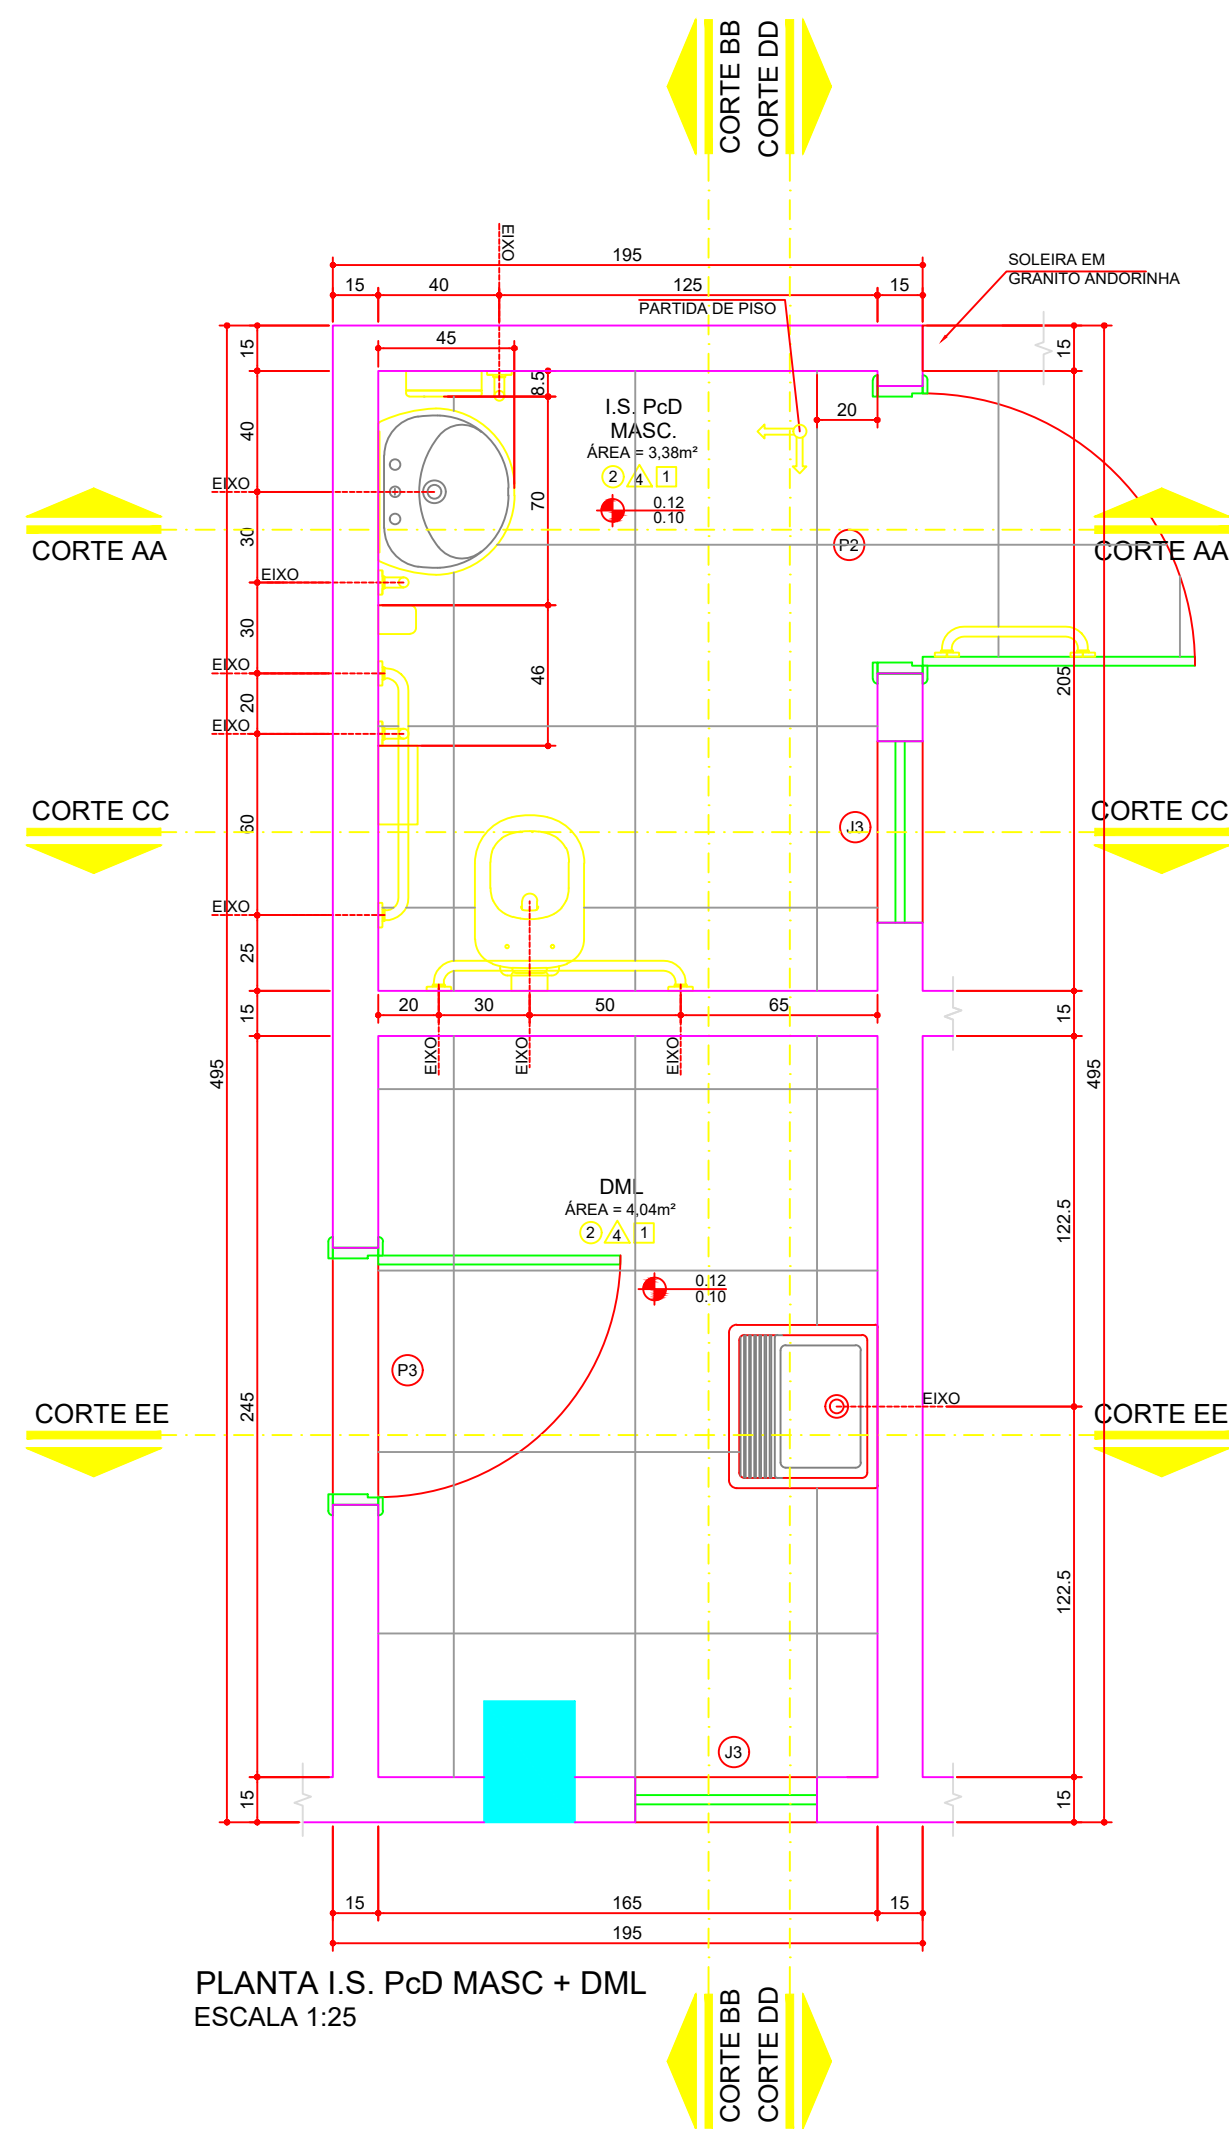 CORTE BB
CORTE DD
EIXO
195
15
40
125
15
SOLEIRA EM
GRANITO ANDORINHA
PARTIDA DE PISO
45
15
8.5
15
20
I.S. PcD
MASC.
ÁREA = 3,38m²
2
4
1
0.12
0.10
40
70
EIXO
30
P2
CORTE AA
CORTE AA
EIXO
30
46
EIXO
20
205
EIXO
CORTE CC
60
J3
CORTE CC
EIXO
25
20
30
50
65
15
15
EIXO
EIXO
EIXO
495
495
DML
ÁREA = 4,04m²
2
4
1
122.5
0.12
0.10
P3
245
EIXO
CORTE EE
CORTE EE
122.5
J3
15
15
15
165
15
195
PLANTA I.S. PcD MASC + DML
ESCALA 1:25
CORTE BB
CORTE DD